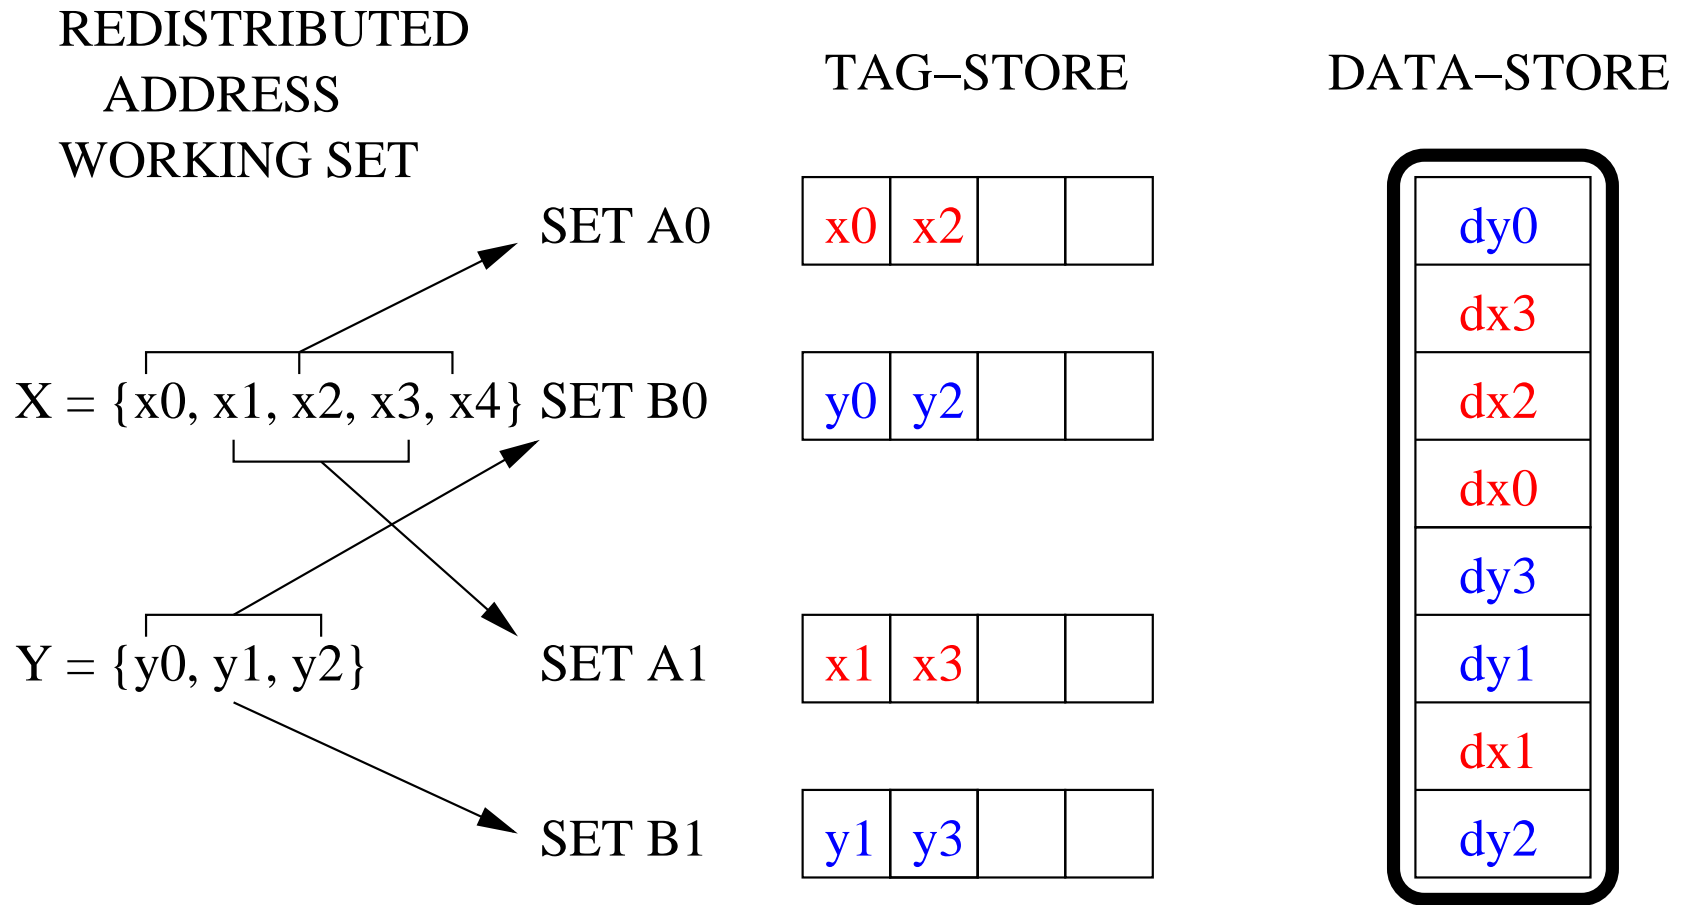 REDISTRIBUTED
ADDRESS
WORKING SET
TAG–STORE
DATA–STORE
SET A0
x0 x2
dy0
dx3
X = {x0, x1, x2, x3, x4}
SET B0
y0 y2
dx2
dx0
dy3
Y = {y0, y1, y2}
SET A1
x1 x3
dy1
dx1
SET B1
y1 y3
dy2